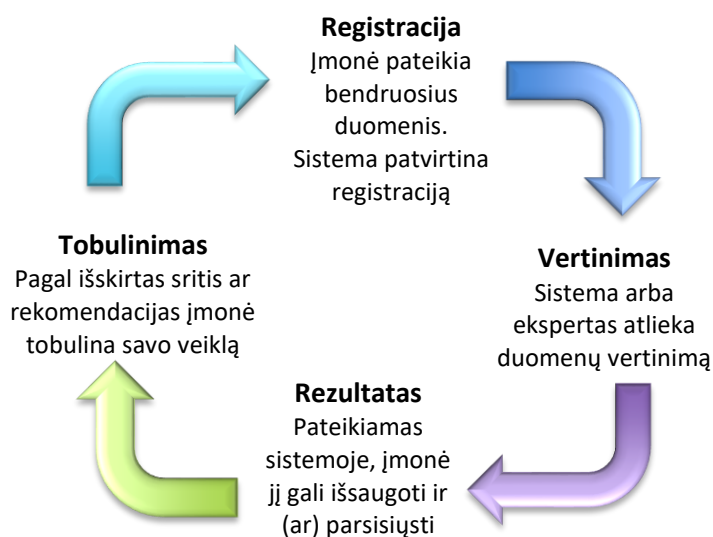 Registracija
Įmonė pateikia
bendruosius
duomenis.
Sistema patvirtina
registraciją
Vertinimas
Sistema arba
ekspertas atlieka
duomenų vertinimą
Rezultatas
Pateikiamas
sistemoje, įmonė
jį gali išsaugoti ir
(ar) parsisiųsti
Tobulinimas
Pagal išskirtas sritis ar
rekomendacijas įmonė
tobulina savo veiklą